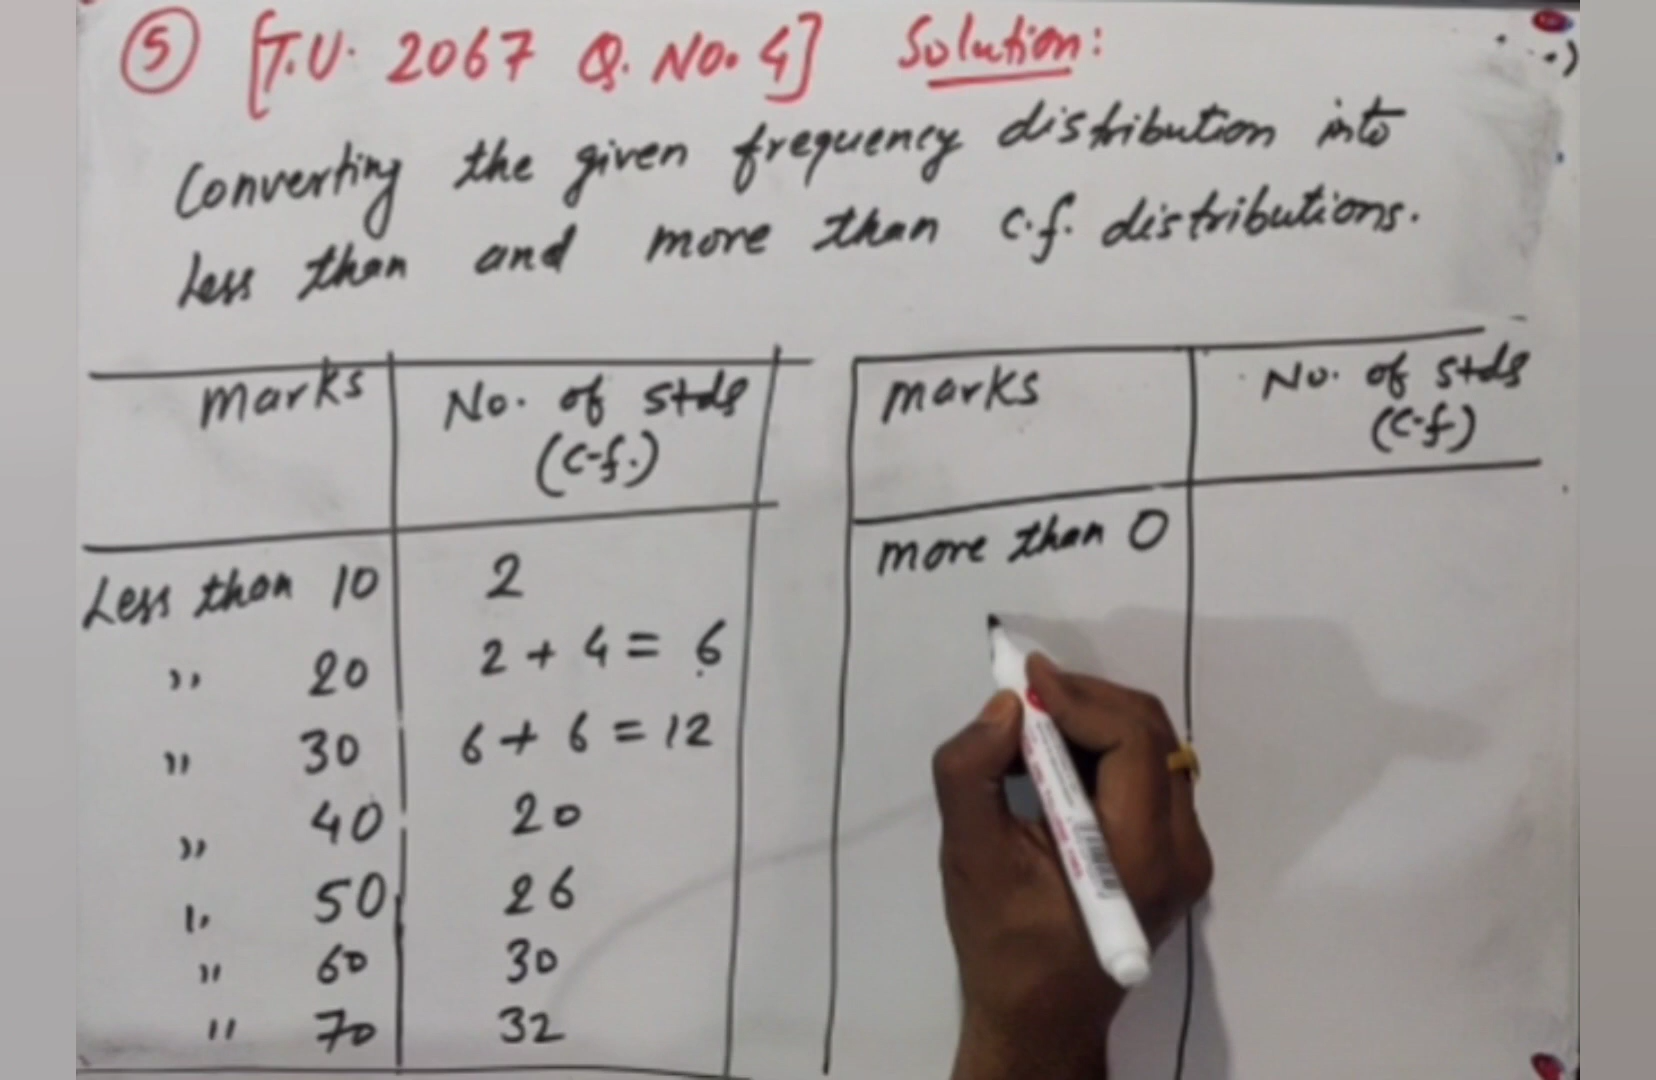 5 [T.U. 2067 Q. No. 4] Solution:
Converting the given frequency distribution into
Less than and more than c.f. distributions.
marks No. of stds
(c-f.)
Less than 10 2
" 20 2 + 4 = 6
" 30 6 + 6 = 12
" 40 20
" 50 26
" 60 30
" 70 32
marks No. of stds
(c-f)
more than 0